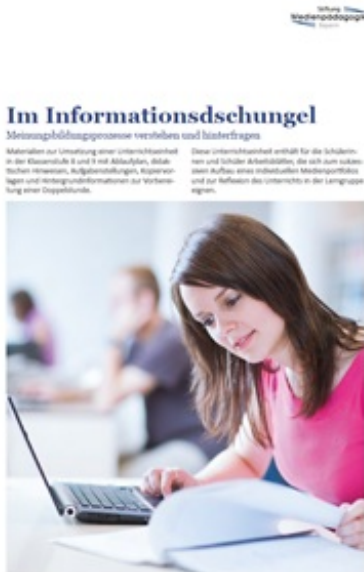 Stiftung
Medienpädagogik
Bayern
Im Informationsdschungel
Meinungsbildungsprozesse verstehen und hinterfragen
Materialien zur Umsetzung einer Unterrichtseinheit
in der Klassenstufe 8 und 9 mit Ablaufplan, didak-
tischen Hinweisen, Aufgabenstellungen, Kopiervor-
lagen und Hintergrundinformationen zur Vorberei-
tung einer Doppelstunde.
Diese Unterrichtseinheit enthält für die Schülerin-
nen und Schüler Arbeitsblätter, die sich zum sukzes-
siven Aufbau eines individuellen Medienportfolios
und zur Reflexion des Unterrichts in der Lerngruppe
eignen.